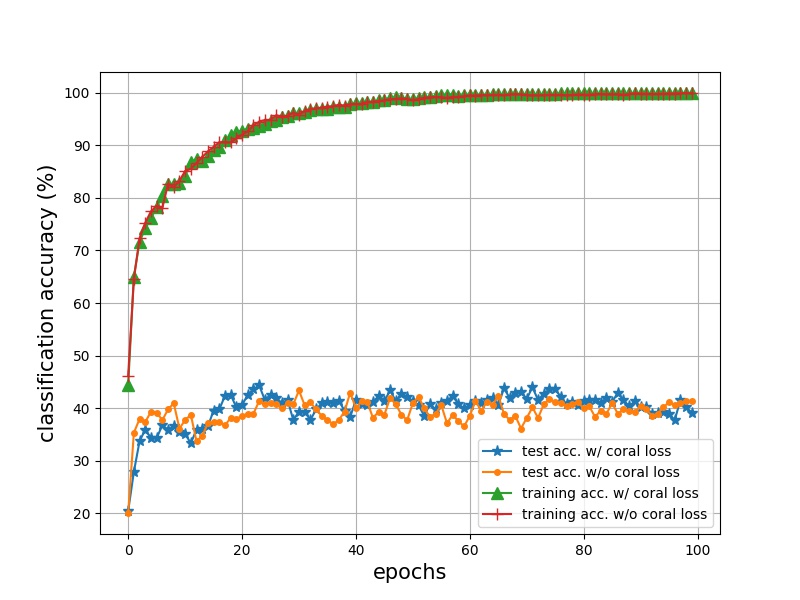 classification accuracy (%)
100
90
80
70
60
50
40
30
20
0
20
40
60
80
100
epochs
test acc. w/ coral loss
test acc. w/o coral loss
training acc. w/ coral loss
training acc. w/o coral loss